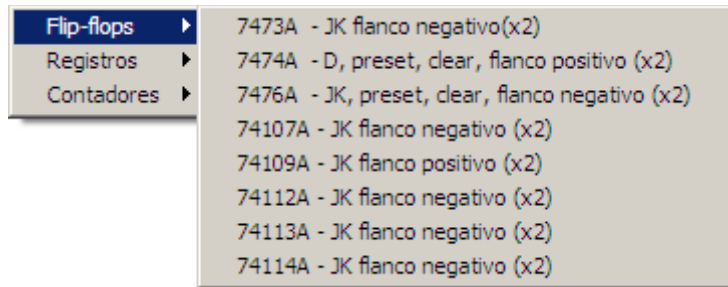 Flip-flops
Registros
Contadores
7473A - JK flanco negativo(x2)
7474A - D, preset, clear, flanco positivo (x2)
7476A - JK, preset, clear, flanco negativo (x2)
74107A - JK flanco negativo (x2)
74109A - JK flanco positivo (x2)
74112A - JK flanco negativo (x2)
74113A - JK flanco negativo (x2)
74114A - JK flanco negativo (x2)